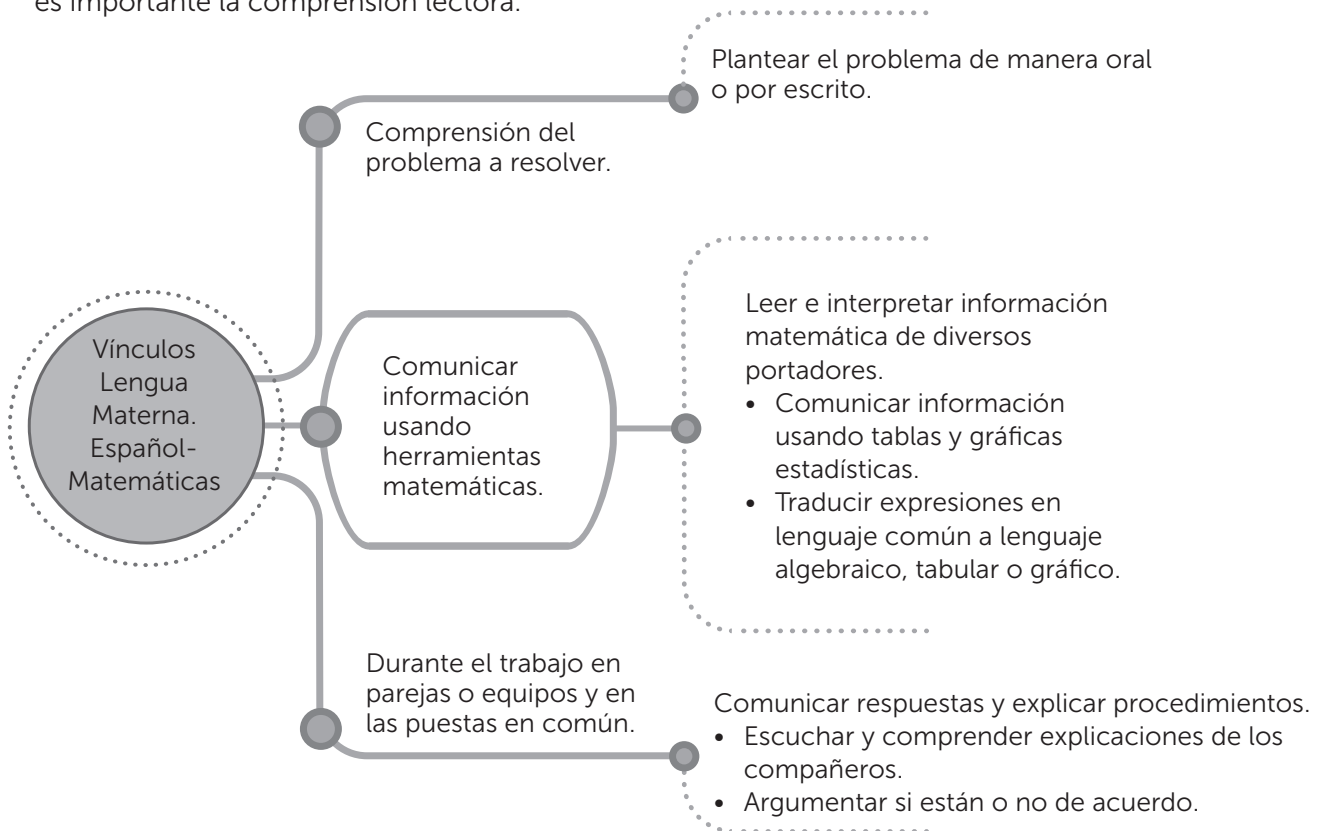 es importante la comprensión lectora.
Plantear el problema de manera oral
o por escrito.
Comprensión del
problema a resolver.
Vínculos
Lengua
Materna.
Español-
Matemáticas
Comunicar
información
usando
herramientas
matemáticas.
Leer e interpretar información
matemática de diversos
portadores.
• Comunicar información
usando tablas y gráficas
estadísticas.
• Traducir expresiones en
lenguaje común a lenguaje
algebraico, tabular o gráfico.
Durante el trabajo en
parejas o equipos y en
las puestas en común.
Comunicar respuestas y explicar procedimientos.
• Escuchar y comprender explicaciones de los
compañeros.
• Argumentar si están o no de acuerdo.